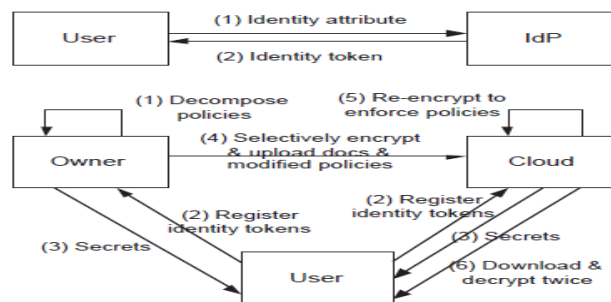 User
(1) Identity attribute
IdP
(2) Identity token
(1) Decompose
policies
(5) Re-encrypt to
enforce policies
Owner
(4) Selectively encrypt
& upload docs &
modified policies
Cloud
(2) Register
identity tokens
(2) Register
identity tokens
(3) Secrets
(3) Secrets
User
(6) Download &
decrypt twice